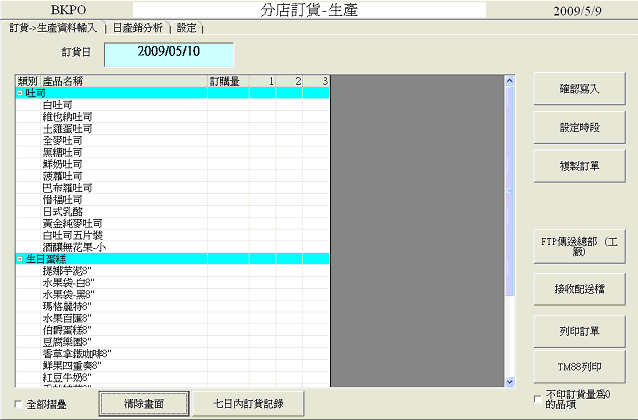 BKPO
分店訂貨-生產
2009/5/9
訂貨->生產資料輸入
日產銷分析
設定
訂貨日
2009/05/10
類別 產品名稱 訂購量 1 2 3
吐司
白吐司
維也納吐司
土雞蛋吐司
全麥吐司
黑糖吐司
鮮奶吐司
菠蘿吐司
巴布羅吐司
惜福吐司
日式乳酪
黃金純麥吐司
白吐司五片裝
酒釀無花果-小
生日蛋糕
提娜芋泥8"
水果袋-白8"
水果袋-黑8"
瑪格麗特8"
水果百匯8"
伯爵蛋糕8"
豆腐樂園8"
香草拿鐵咖啡8"
鮮果四重奏8"
紅豆牛奶8"
確認寫入
設定時段
複製訂單
FTP傳送總部 (工
廠)
接收配送檔
列印訂單
TM88列印
不印訂貨量為0
的品項
全部摺疊
清除畫面
七日內訂貨記錄